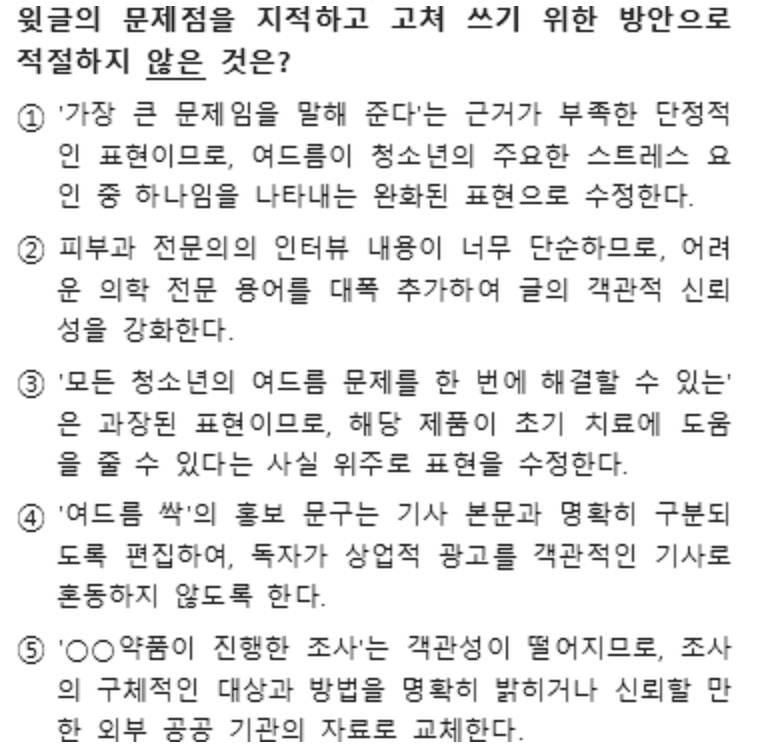 윗글의 문제점을 지적하고 고쳐 쓰기 위한 방안으로
적절하지 않은 것은?
① '가장 큰 문제임을 말해 준다'는 근거가 부족한 단정적
인 표현이므로, 여드름이 청소년의 주요한 스트레스 요
인 중 하나임을 나타내는 완화된 표현으로 수정한다.
② 피부과 전문의의 인터뷰 내용이 너무 단순하므로, 어려
운 의학 전문 용어를 대폭 추가하여 글의 객관적 신뢰
성을 강화한다.
③ '모든 청소년의 여드름 문제를 한 번에 해결할 수 있는'
은 과장된 표현이므로, 해당 제품이 초기 치료에 도움
을 줄 수 있다는 사실 위주로 표현을 수정한다.
④ '여드름 싹'의 홍보 문구는 기사 본문과 명확히 구분되
도록 편집하여, 독자가 상업적 광고를 객관적인 기사로
혼동하지 않도록 한다.
⑤ '○○약품이 진행한 조사'는 객관성이 떨어지므로, 조사
의 구체적인 대상과 방법을 명확히 밝히거나 신뢰할 만
한 외부 공공 기관의 자료로 교체한다.